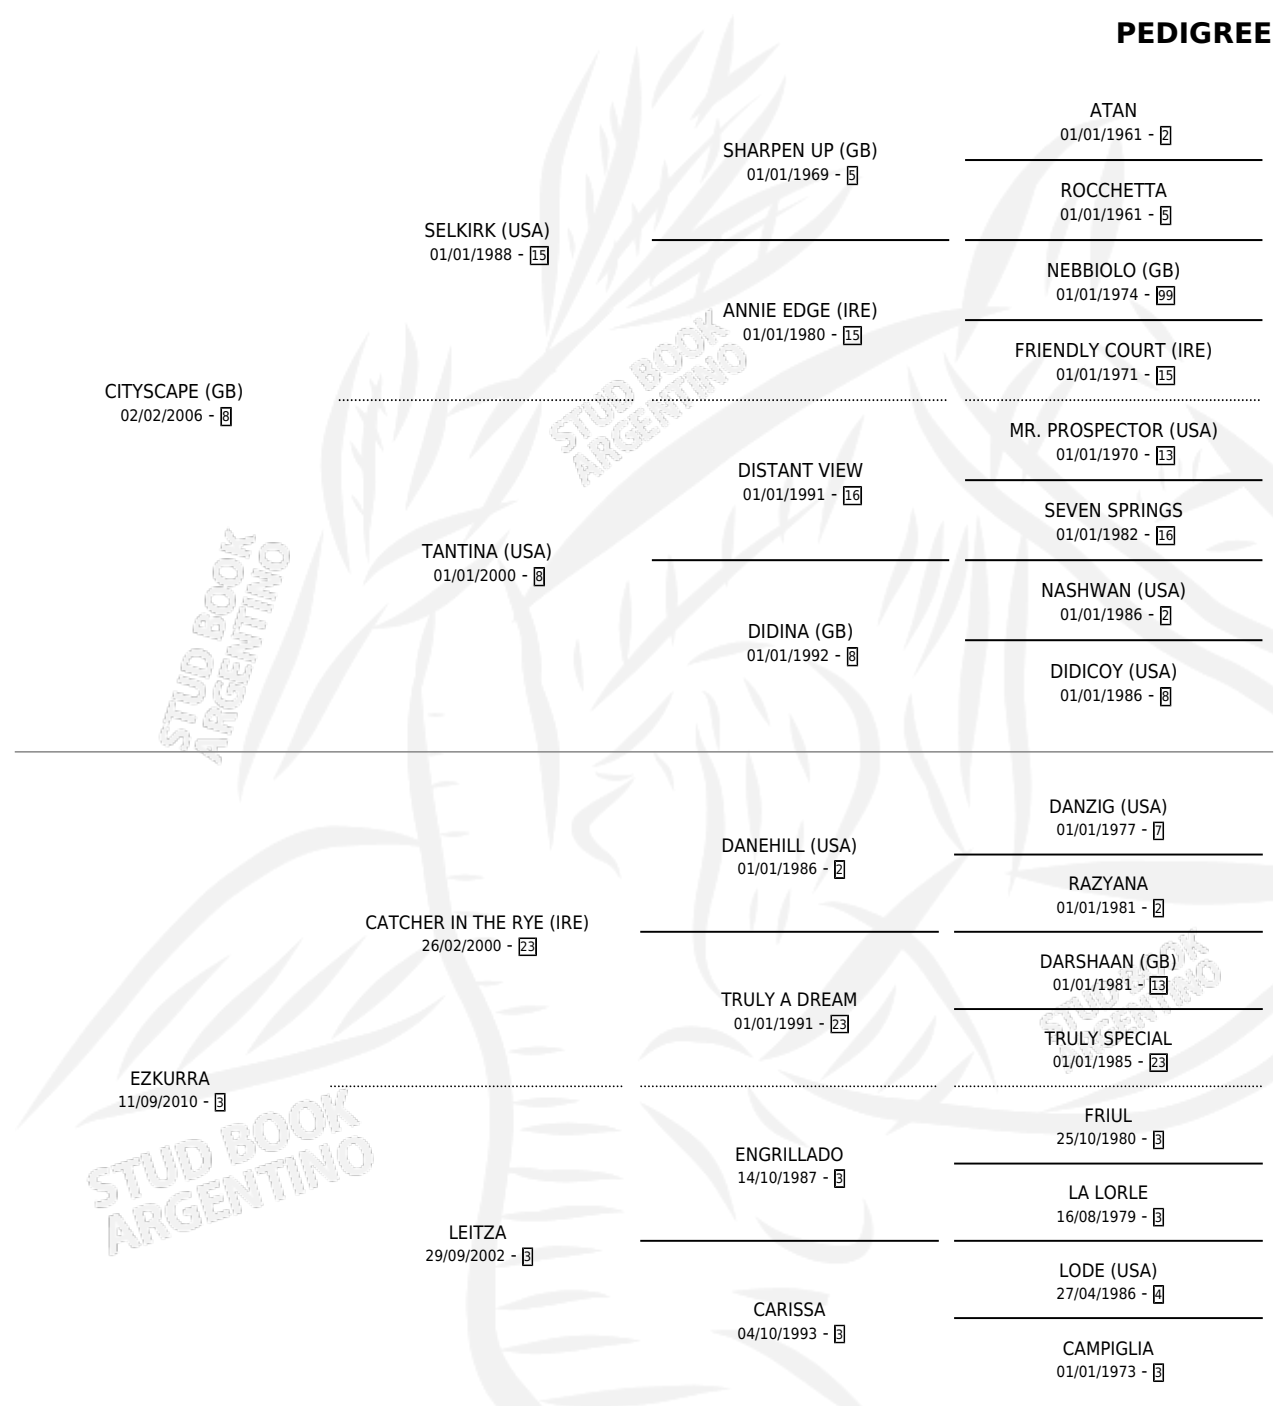 PEDIGREE
ATAN
01/01/1961 - 2
SHARPEN UP (GB)
01/01/1969 - 5
ROCCHETTA
01/01/1961 - 5
SELKIRK (USA)
01/01/1988 - 15
NEBBIOLO (GB)
01/01/1974 - 99
ANNIE EDGE (IRE)
01/01/1980 - 15
FRIENDLY COURT (IRE)
01/01/1971 - 15
CITYSCAPE (GB)
02/02/2006 - 8
STUD BOOK
ARGENTINO
MR. PROSPECTOR (USA)
01/01/1970 - 13
DISTANT VIEW
01/01/1991 - 16
SEVEN SPRINGS
01/01/1982 - 16
TANTINA (USA)
01/01/2000 - 8
NASHWAN (USA)
01/01/1986 - 2
DIDINA (GB)
01/01/1992 - 8
DIDICOY (USA)
01/01/1986 - 8
STUD BOOK
ARGENTINO
DANZIG (USA)
01/01/1977 - 7
DANEHILL (USA)
01/01/1986 - 2
RAZYANA
01/01/1981 - 2
CATCHER IN THE RYE (IRE)
26/02/2000 - 23
DARSHAAN (GB)
01/01/1981 - 13
TRULY A DREAM
01/01/1991 - 23
STUD BOOK
ARGENTINO
TRULY SPECIAL
01/01/1985 - 23
EZKURRA
11/09/2010 - 3
STUD BOOK
ARGENTINO
FRIUL
25/10/1980 - 3
ENGRILLADO
14/10/1987 - 3
LA LORLE
16/08/1979 - 3
LEITZA
29/09/2002 - 3
LODE (USA)
27/04/1986 - 4
CARISSA
04/10/1993 - 3
CAMPIGLIA
01/01/1973 - 3